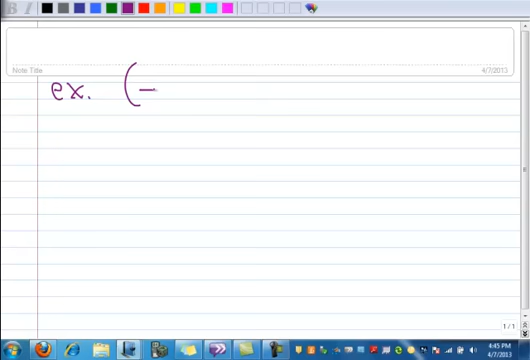 B I
Note Title
4/7/2013
ex. (-
1 / 1
4:45 PM
4/7/2013